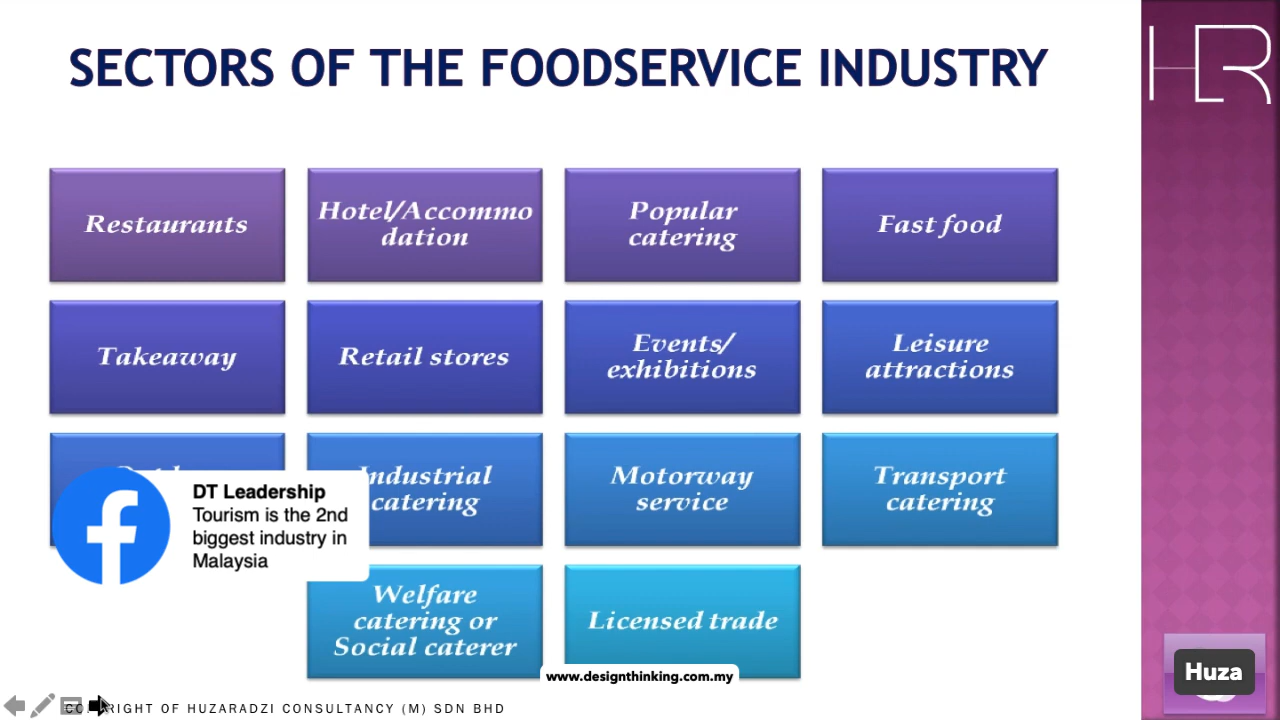 SECTORS OF THE FOODSERVICE INDUSTRY
HR
Restaurants
Hotel/Accommo
dation
Popular
catering
Fast food
Takeaway
Retail stores
Events/
exhibitions
Leisure
attractions
Industrial
catering
Motorway
service
Transport
catering
DT Leadership
Tourism is the 2nd
biggest industry in
Malaysia
Welfare
catering or
Social caterer
Licensed trade
www.designthinking.com.my
Huza
COPYRIGHT OF HUZARADZI CONSULTANCY (M) SDN BHD